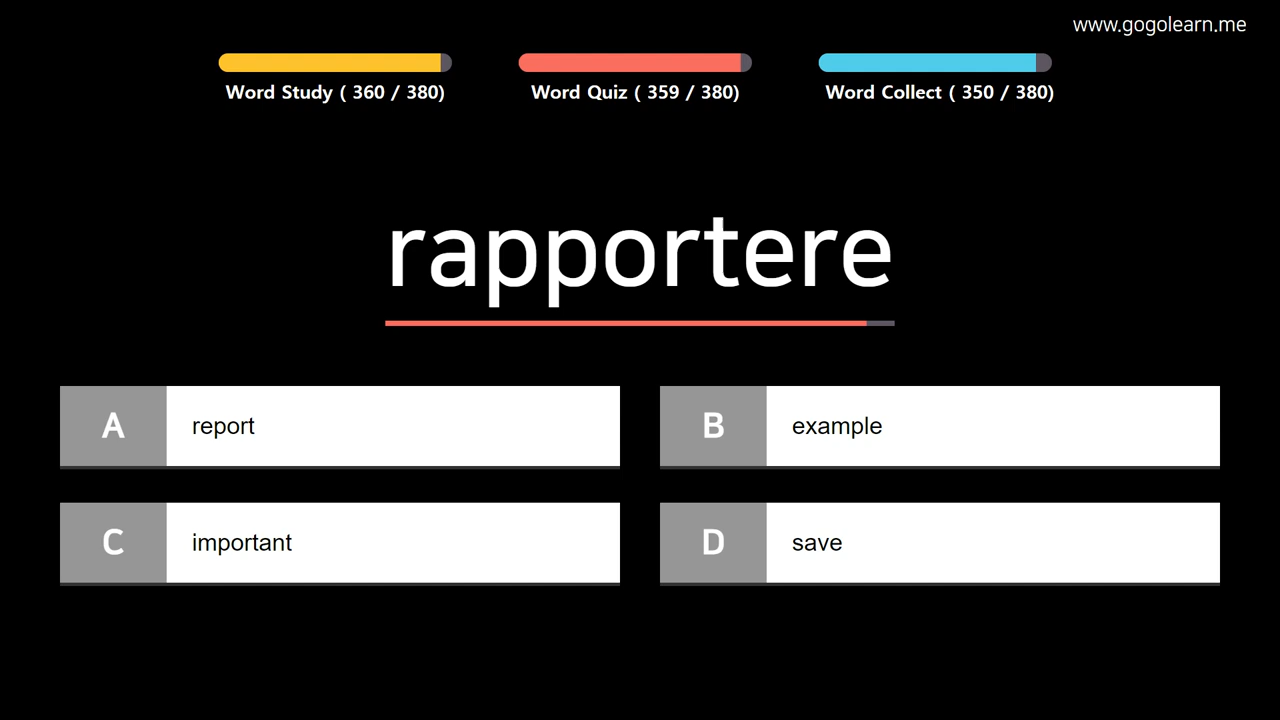 www.gogolearn.me
Word Study ( 360 / 380)
Word Quiz ( 359 / 380)
Word Collect ( 350 / 380)
rapportere
A report
B example
C important
D save